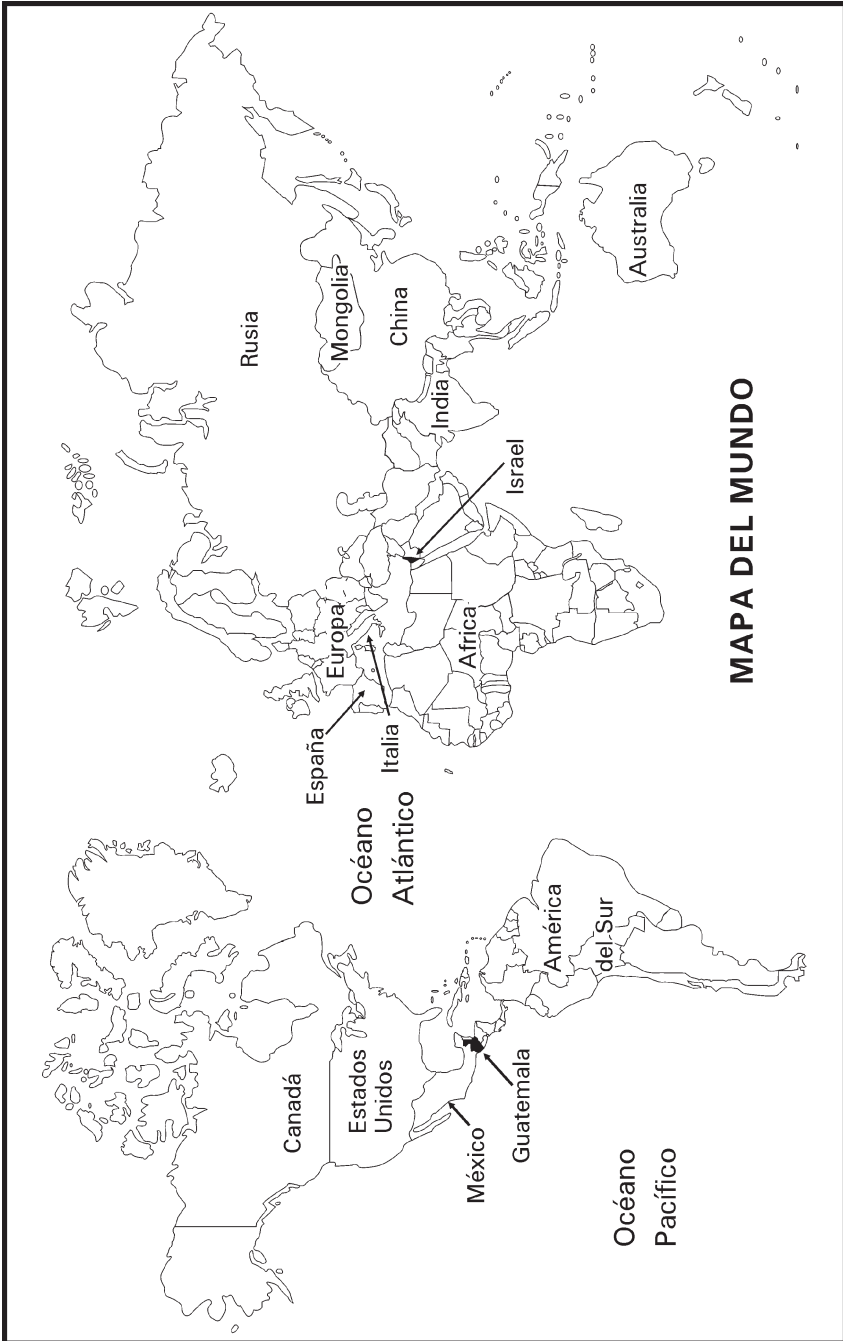 Canadá
Estados
Unidos
México
Guatemala
Océano
Pacífico
América
del Sur
Océano
Atlántico
España
Italia
Europa
Africa
Israel
Rusia
Mongolia
China
India
Australia
MAPA DEL MUNDO